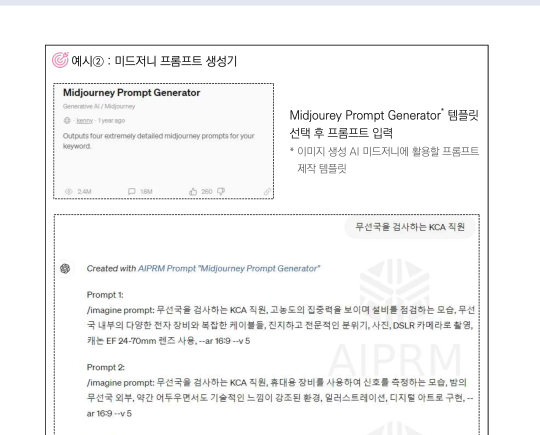 예시② : 미드저니 프롬프트 생성기
Midjourney Prompt Generator
Generative AI / Midjourney
kenny · 1 year ago
Outputs four extremely detailed midjourney prompts for your
keyword.
2.4M 1.6M 260
Midjourey Prompt Generator* 템플릿
선택 후 프롬프트 입력
* 이미지 생성 AI 미드저니에 활용할 프롬프트
제작 템플릿
무선국을 검사하는 KCA 직원
Created with AIPRM Prompt "Midjourney Prompt Generator"
Prompt 1:
/imagine prompt: 무선국을 검사하는 KCA 직원, 고농도의 집중력을 보이며 설비를 점검하는 모습, 무선
국 내부의 다양한 전자 장비와 복잡한 케이블들, 진지하고 전문적인 분위기, 사진, DSLR 카메라로 촬영,
캐논 EF 24-70mm 렌즈 사용, --ar 16:9 --v 5
AIPRM
Prompt 2:
/imagine prompt: 무선국을 검사하는 KCA 직원, 휴대용 장비를 사용하여 신호를 측정하는 모습, 밤의
무선국 외부, 약간 어두우면서도 기술적인 느낌이 강조된 환경, 일러스트레이션, 디지털 아트로 구현, --
ar 16:9 --v 5